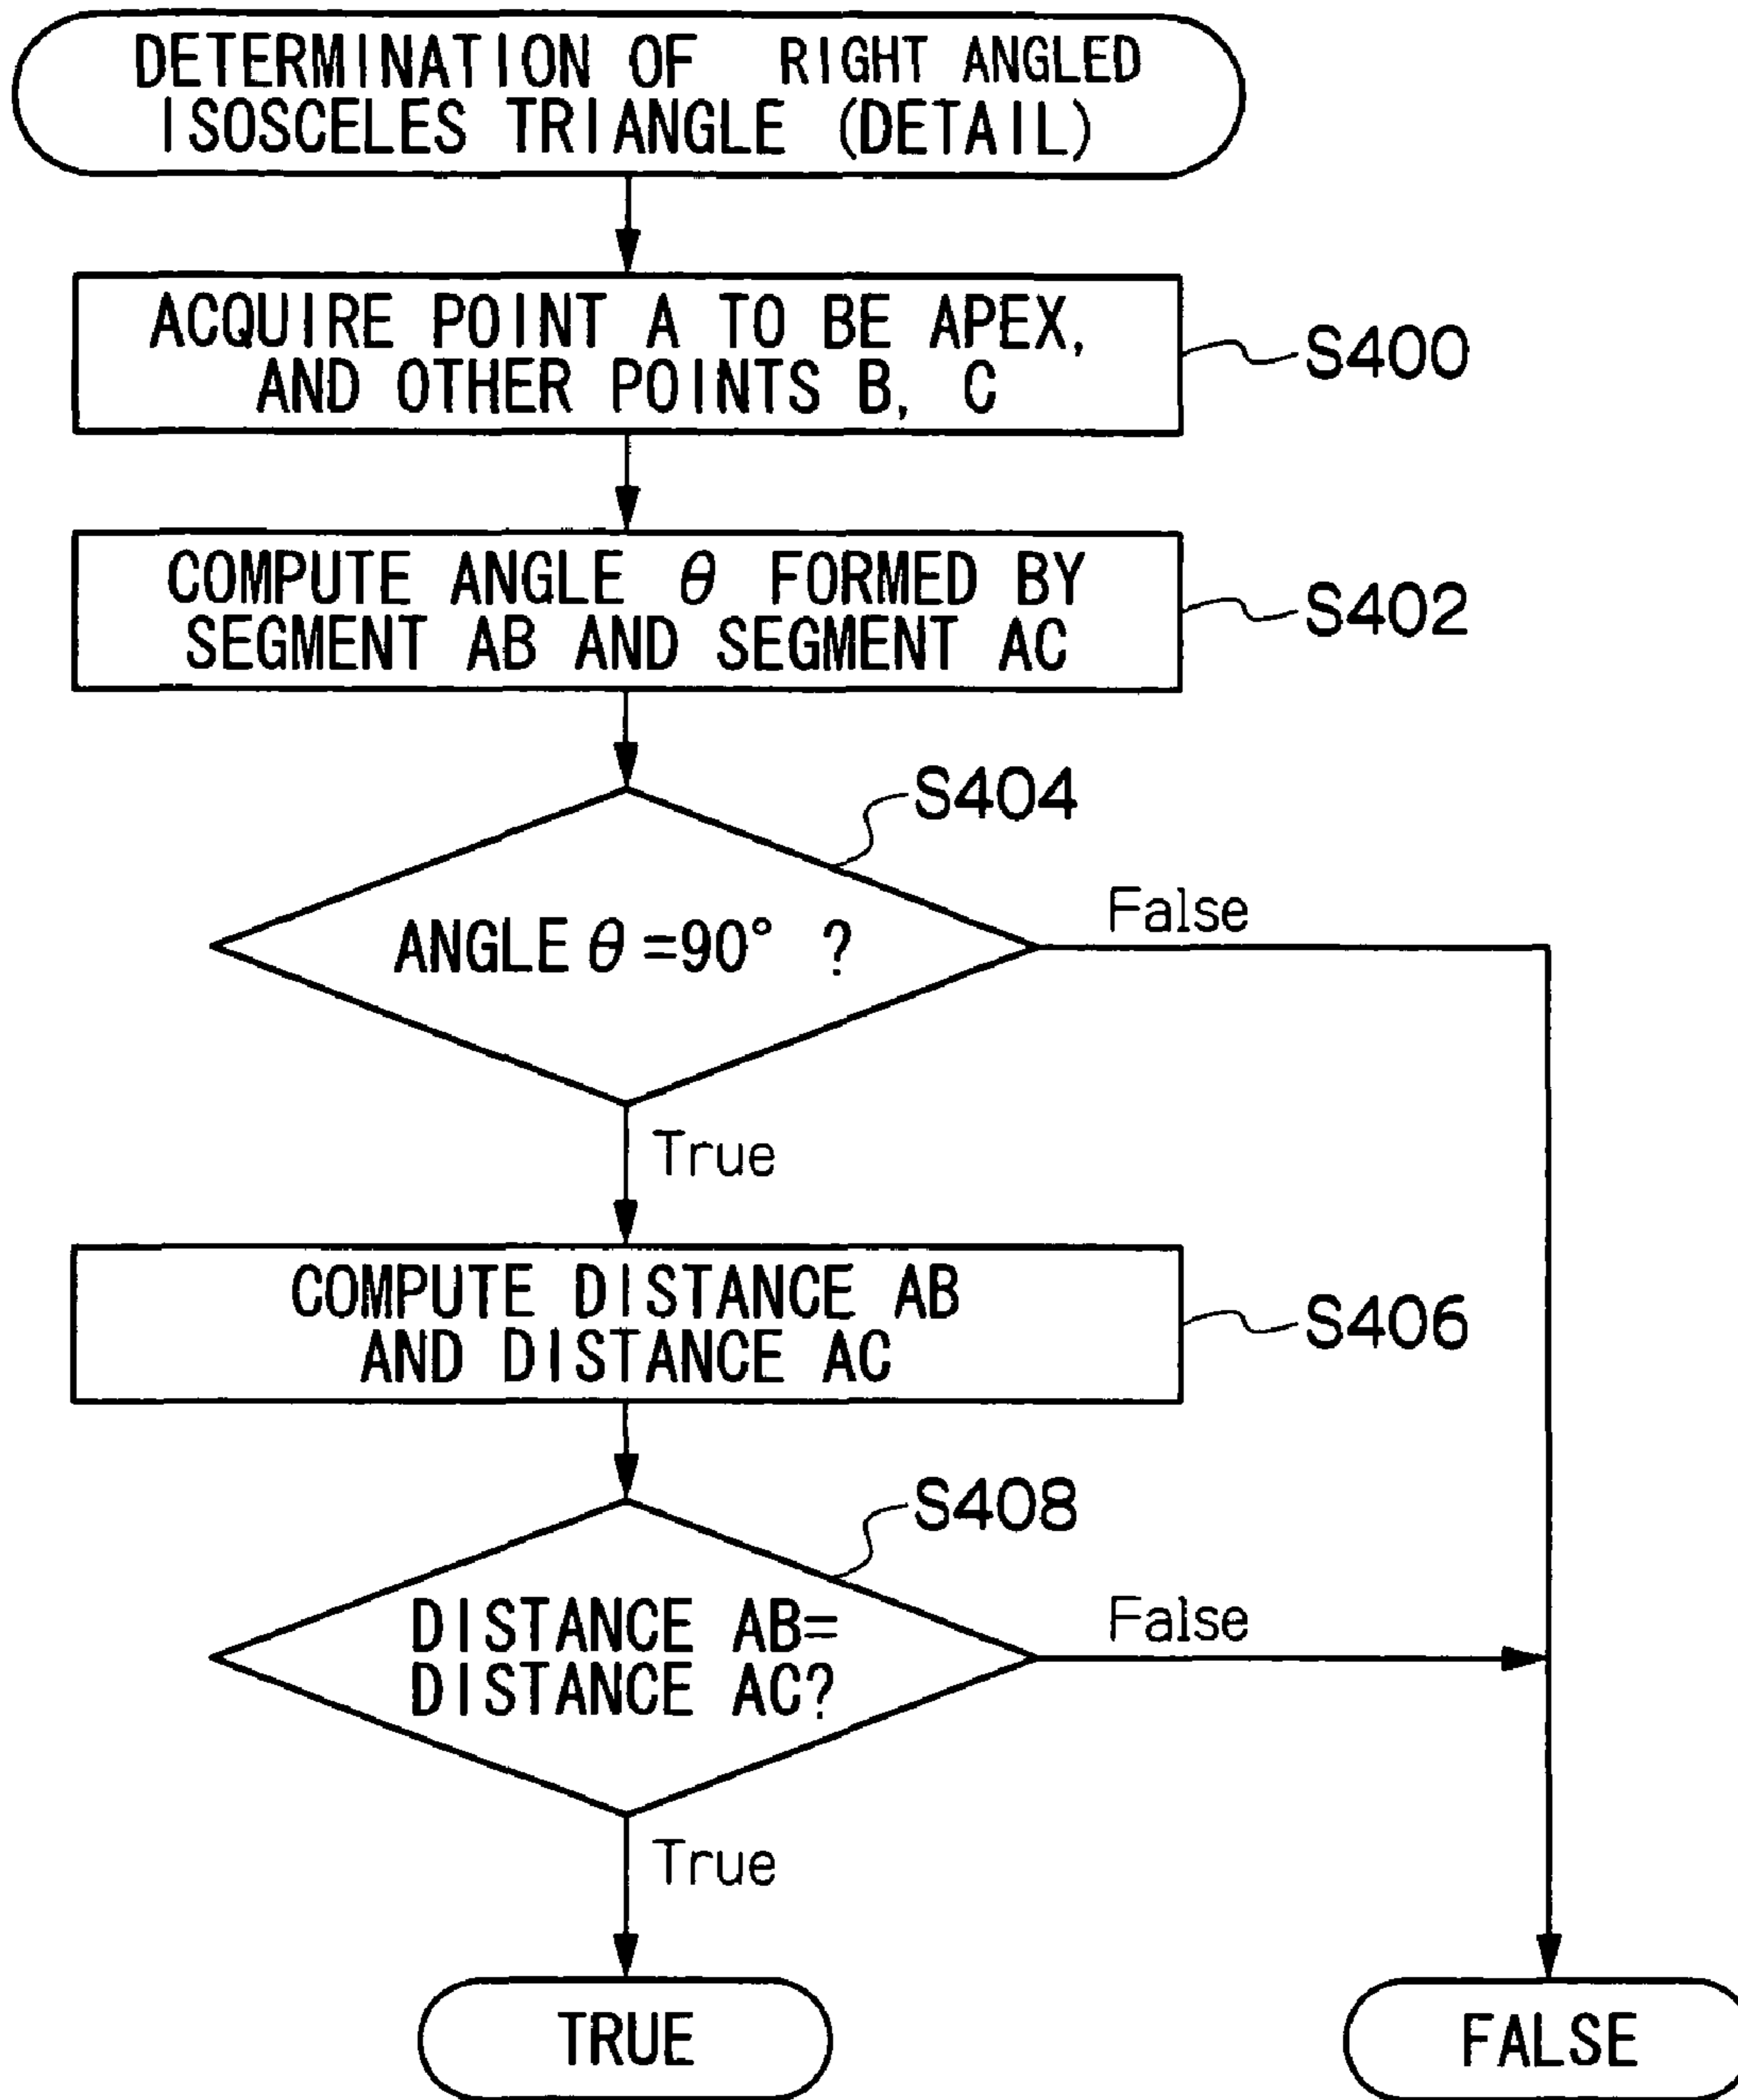 DETERMINATION OF RIGHT ANGLED
ISOSCELES TRIANGLE (DETAIL)
ACQUIRE POINT A TO BE APEX,
AND OTHER POINTS B, C
S400
COMPUTE ANGLE θ FORMED BY
SEGMENT AB AND SEGMENT AC
S402
S404
ANGLE θ =90° ?
False
True
COMPUTE DISTANCE AB
AND DISTANCE AC
S406
S408
DISTANCE AB=
DISTANCE AC?
False
True
TRUE
FALSE